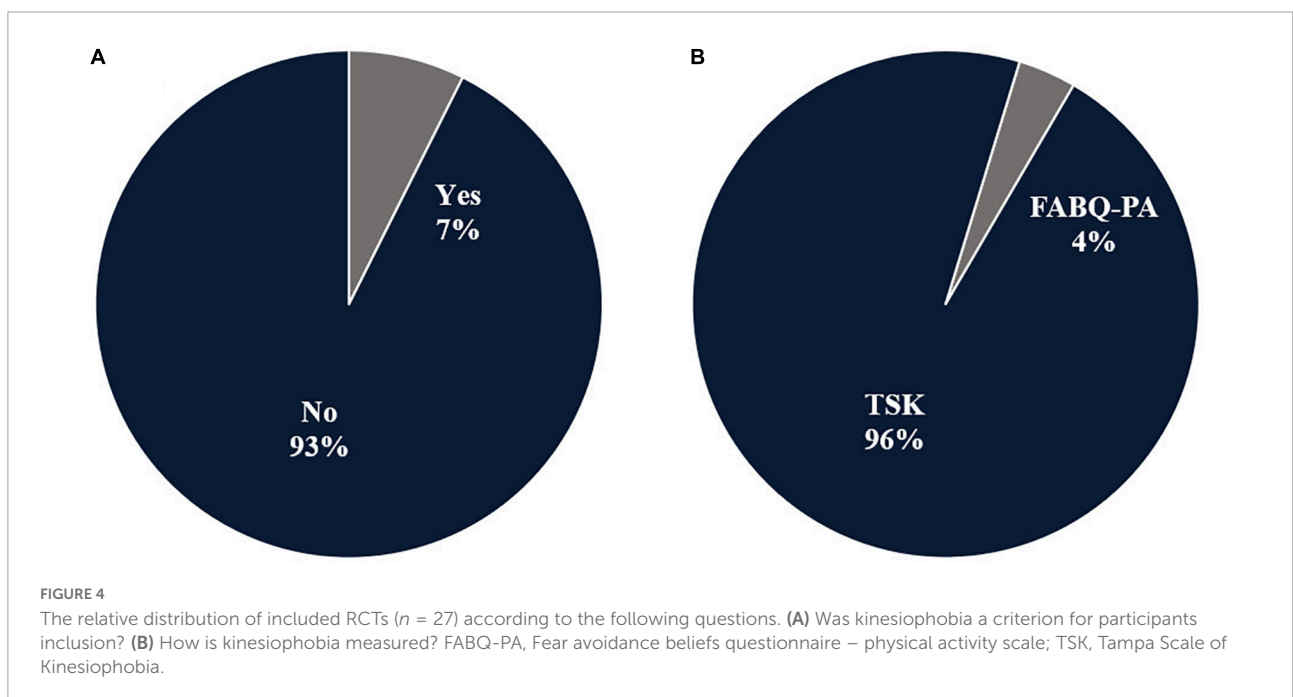 A
Yes
7%
No
93%
B
FABQ-PA
4%
TSK
96%
FIGURE 4
The relative distribution of included RCTs (n = 27) according to the following questions. (A) Was kinesiophobia a criterion for participants
inclusion? (B) How is kinesiophobia measured? FABQ-PA, Fear avoidance beliefs questionnaire – physical activity scale; TSK, Tampa Scale of
Kinesiophobia.